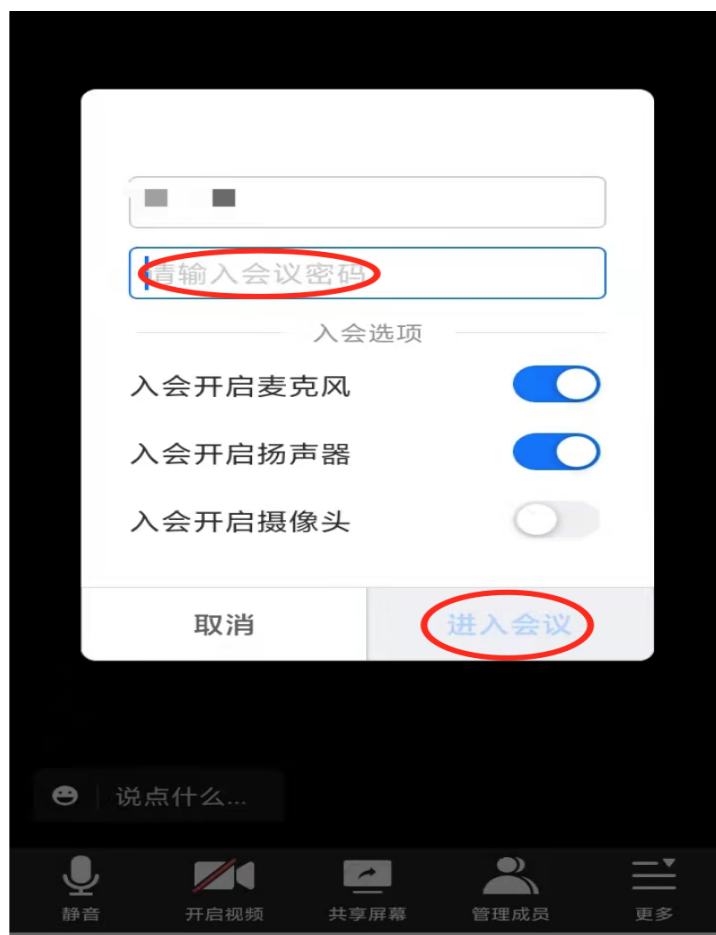 请输入会议密码
入会选项
入会开启麦克风
入会开启扬声器
入会开启摄像头
取消 进入会议
说点什么...
静音 开启视频 共享屏幕 管理成员 更多